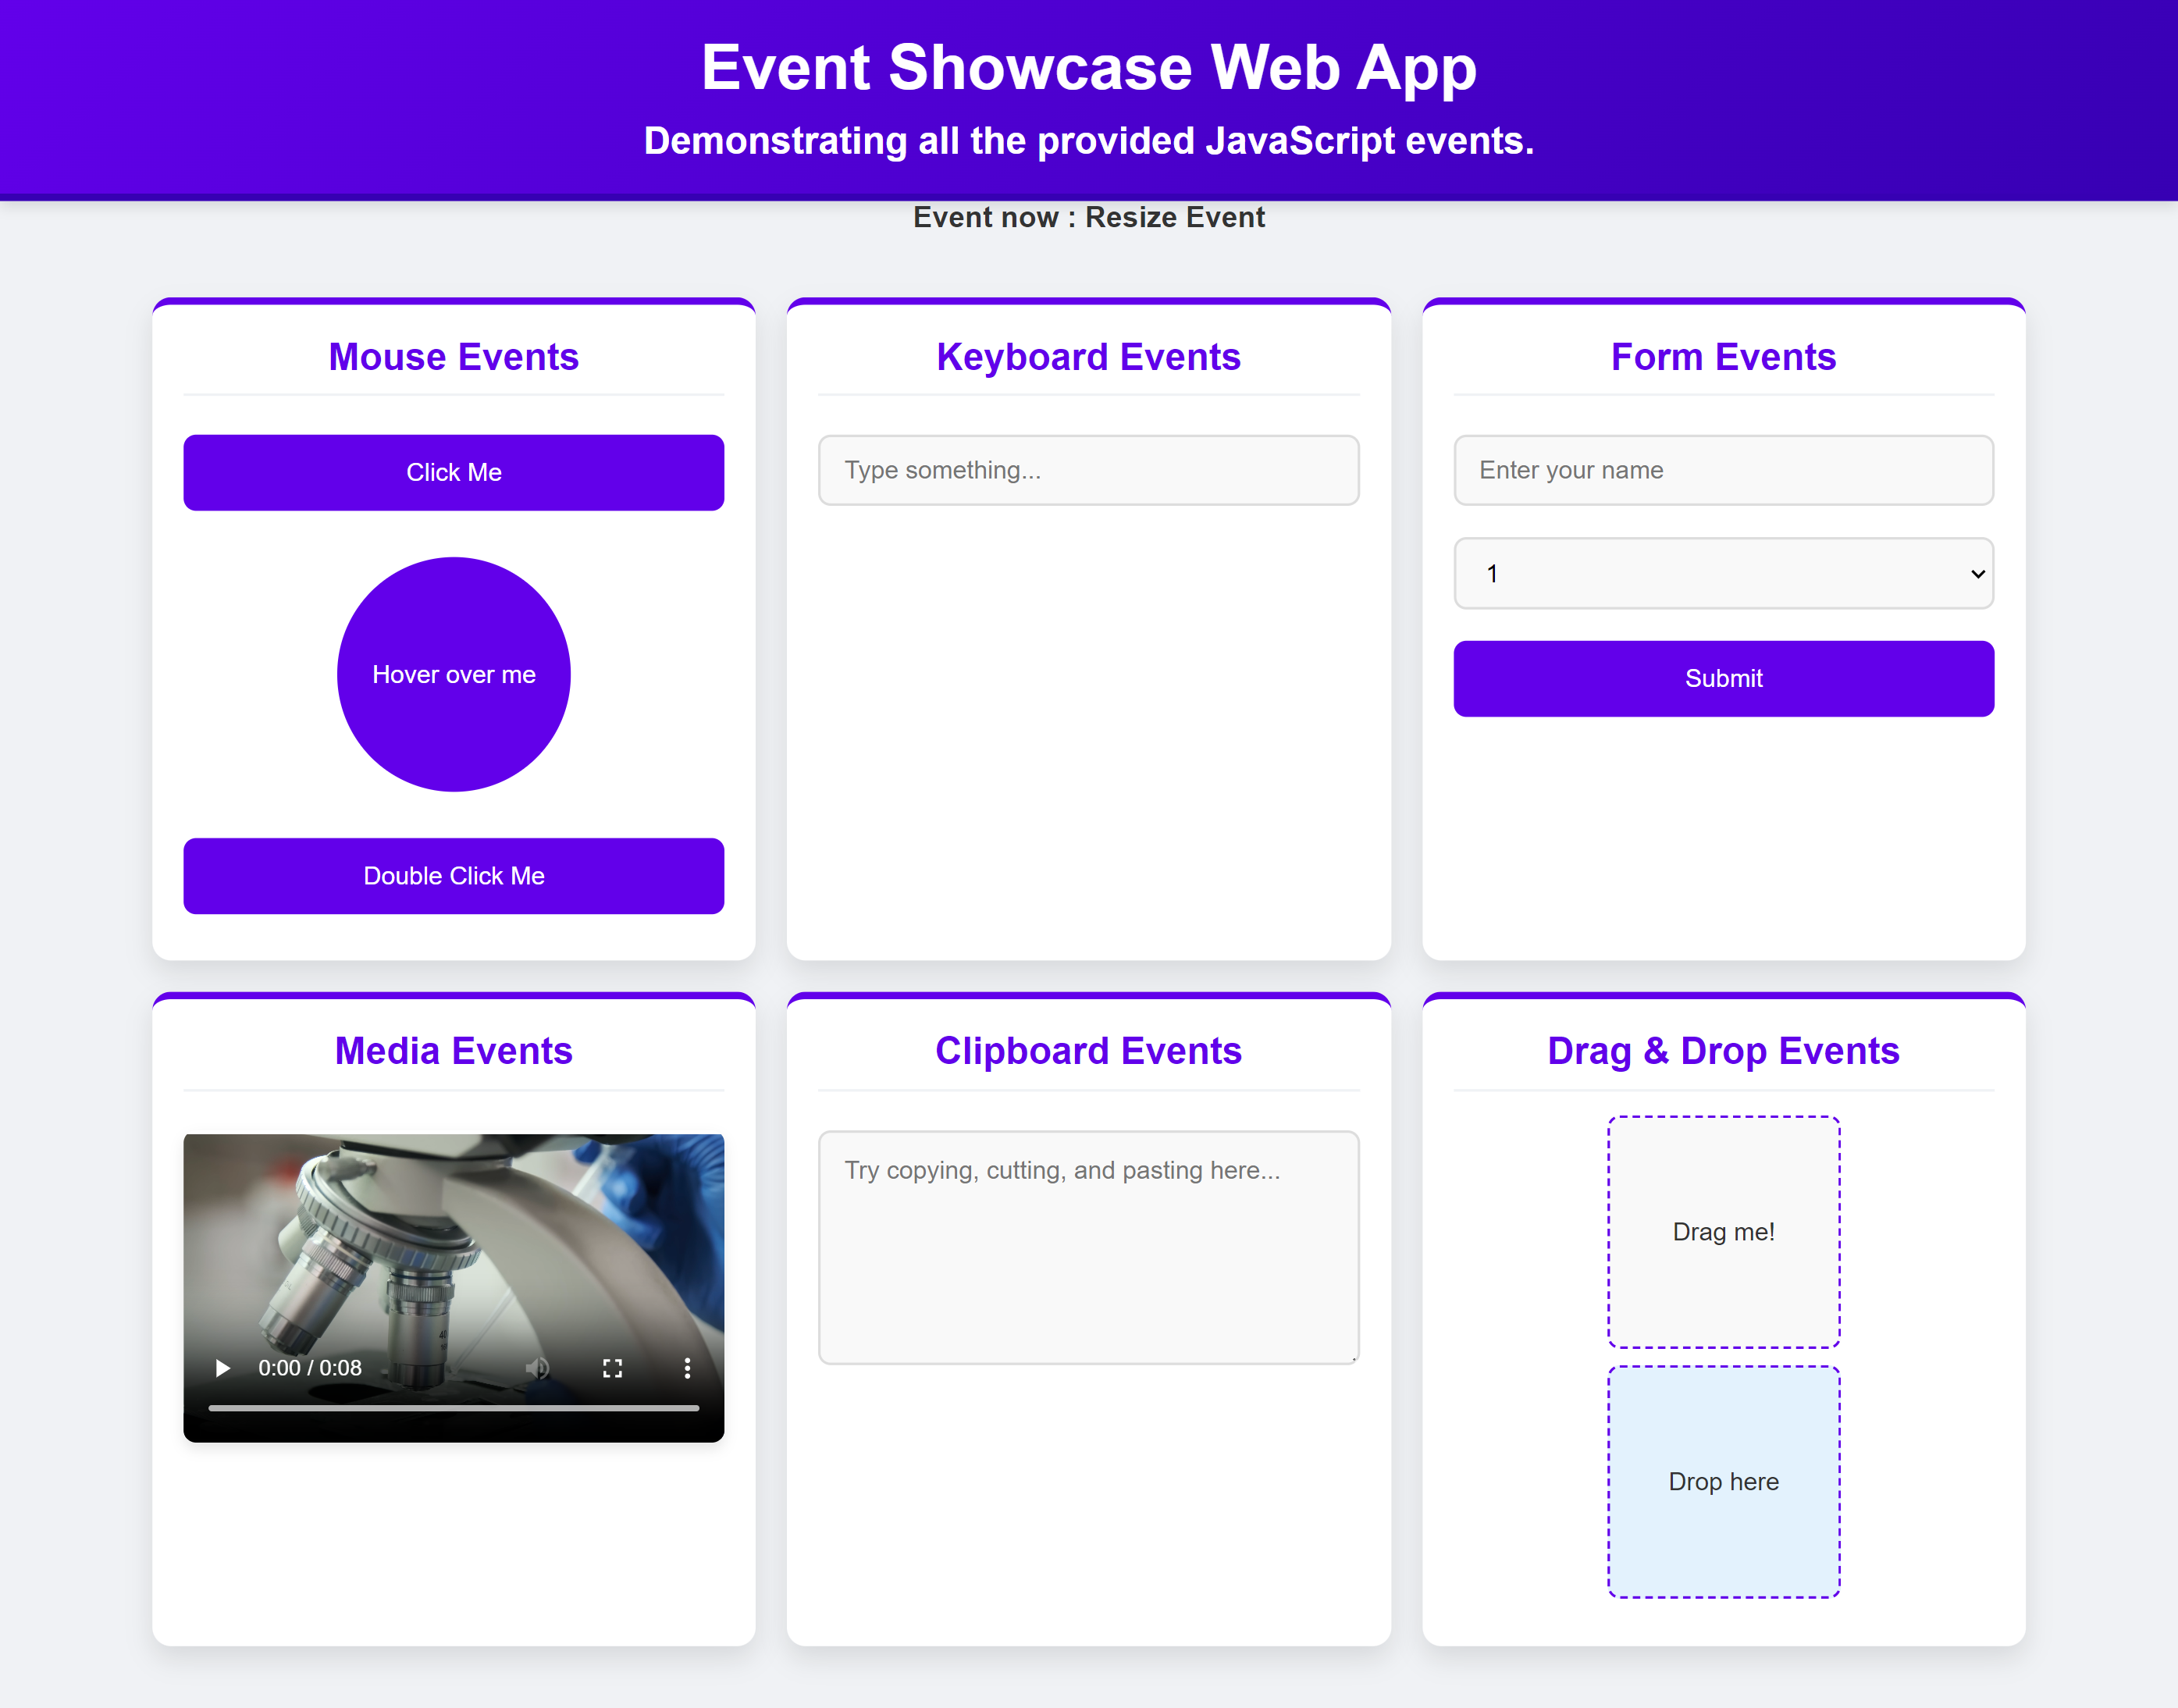 Event Showcase Web App
Demonstrating all the provided JavaScript events.
Event now : Resize Event
Mouse Events
Click Me
Hover over me
Double Click Me
Keyboard Events
Type something...
Form Events
Enter your name
1
Submit
Media Events
0:00 / 0:08
Clipboard Events
Try copying, cutting, and pasting here...
Drag & Drop Events
Drag me!
Drop here